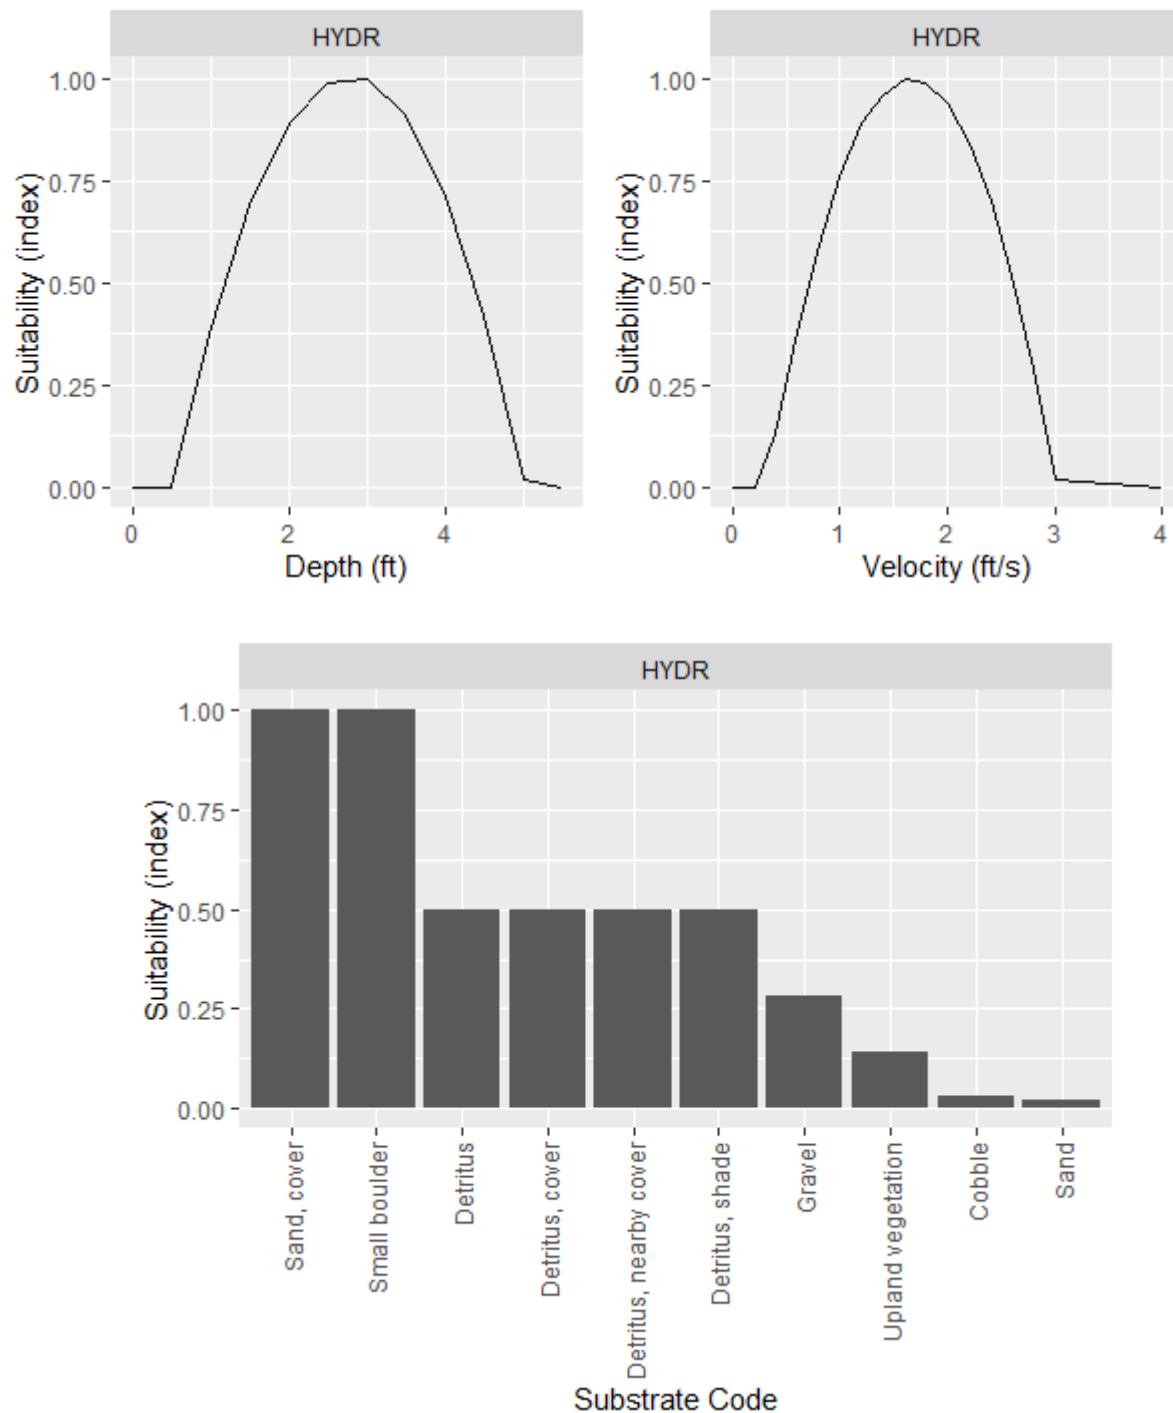 HYDR
Suitability (index)
1.00
0.75
0.50
0.25
0.00
0 2 4
Depth (ft)
HYDR
Suitability (index)
1.00
0.75
0.50
0.25
0.00
0 1 2 3 4
Velocity (ft/s)
HYDR
Suitability (index)
1.00
0.75
0.50
0.25
0.00
Sand, cover
Small boulder
Detritus
Detritus, cover
Detritus, nearby cover
Detritus, shade
Gravel
Upland vegetation
Cobble
Sand
Substrate Code